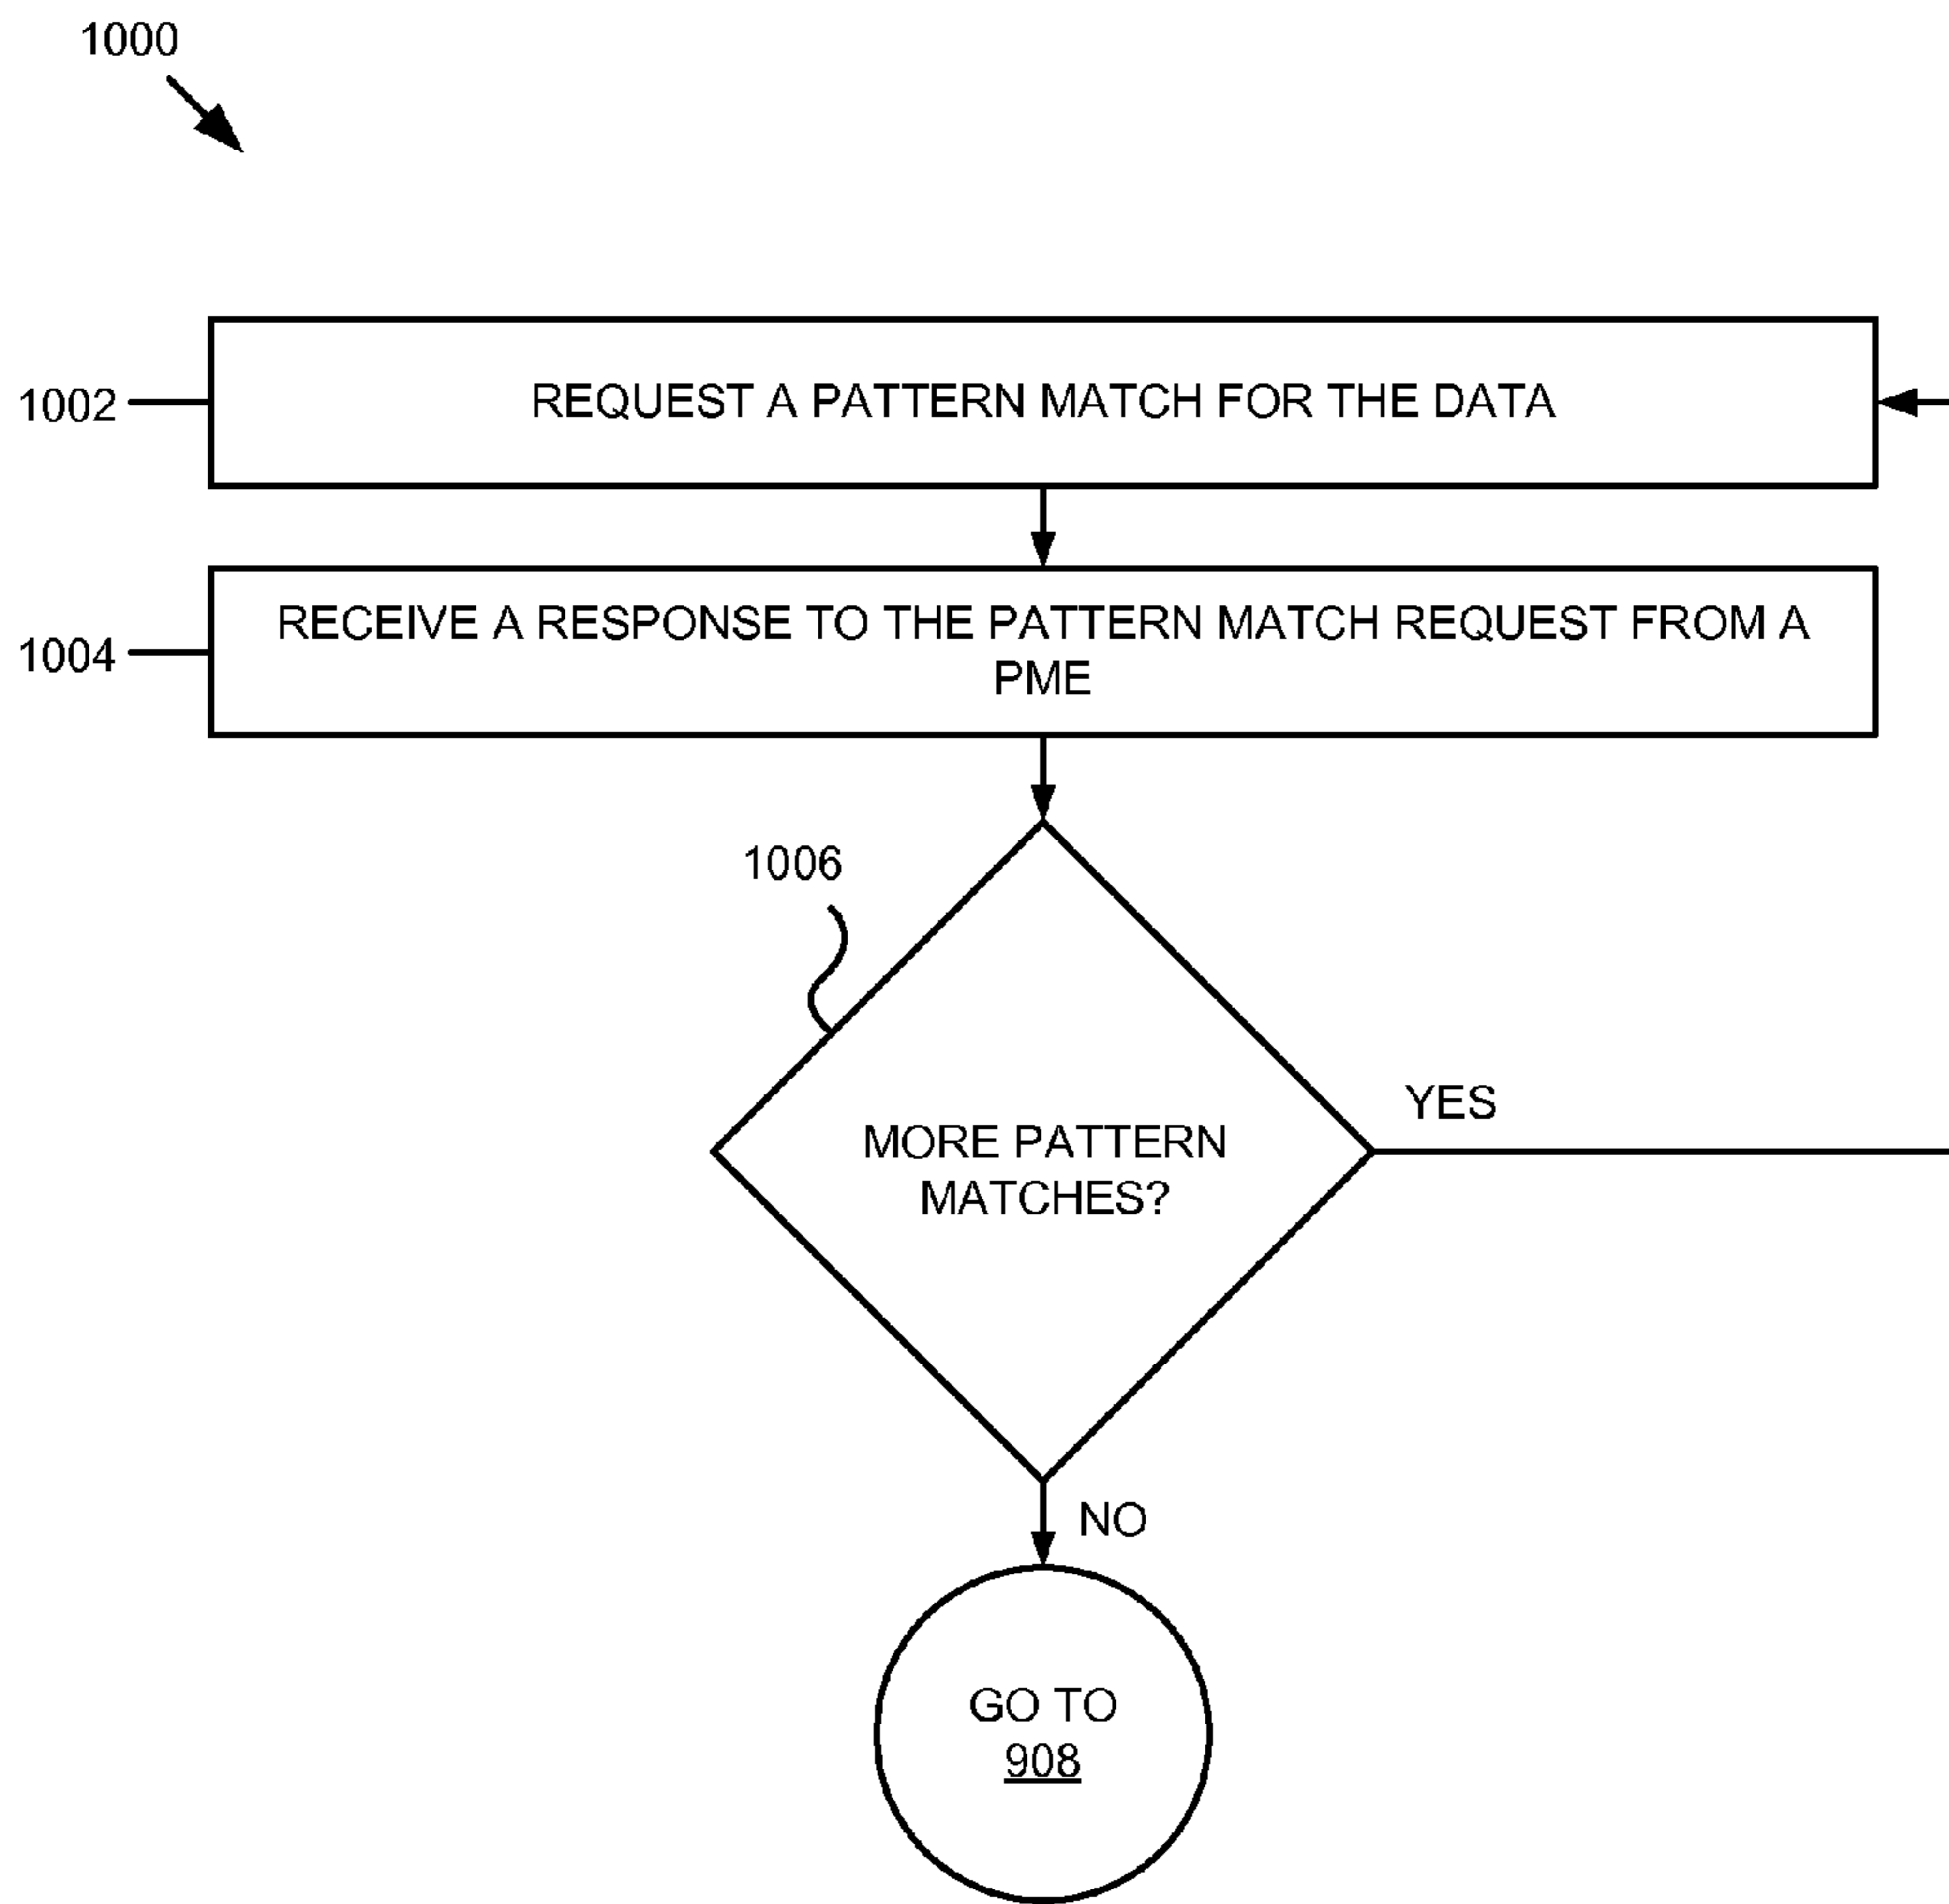 1000
1002
REQUEST A PATTERN MATCH FOR THE DATA
1004
RECEIVE A RESPONSE TO THE PATTERN MATCH REQUEST FROM A
PME
1006
MORE PATTERN
MATCHES?
YES
NO
GO TO
908